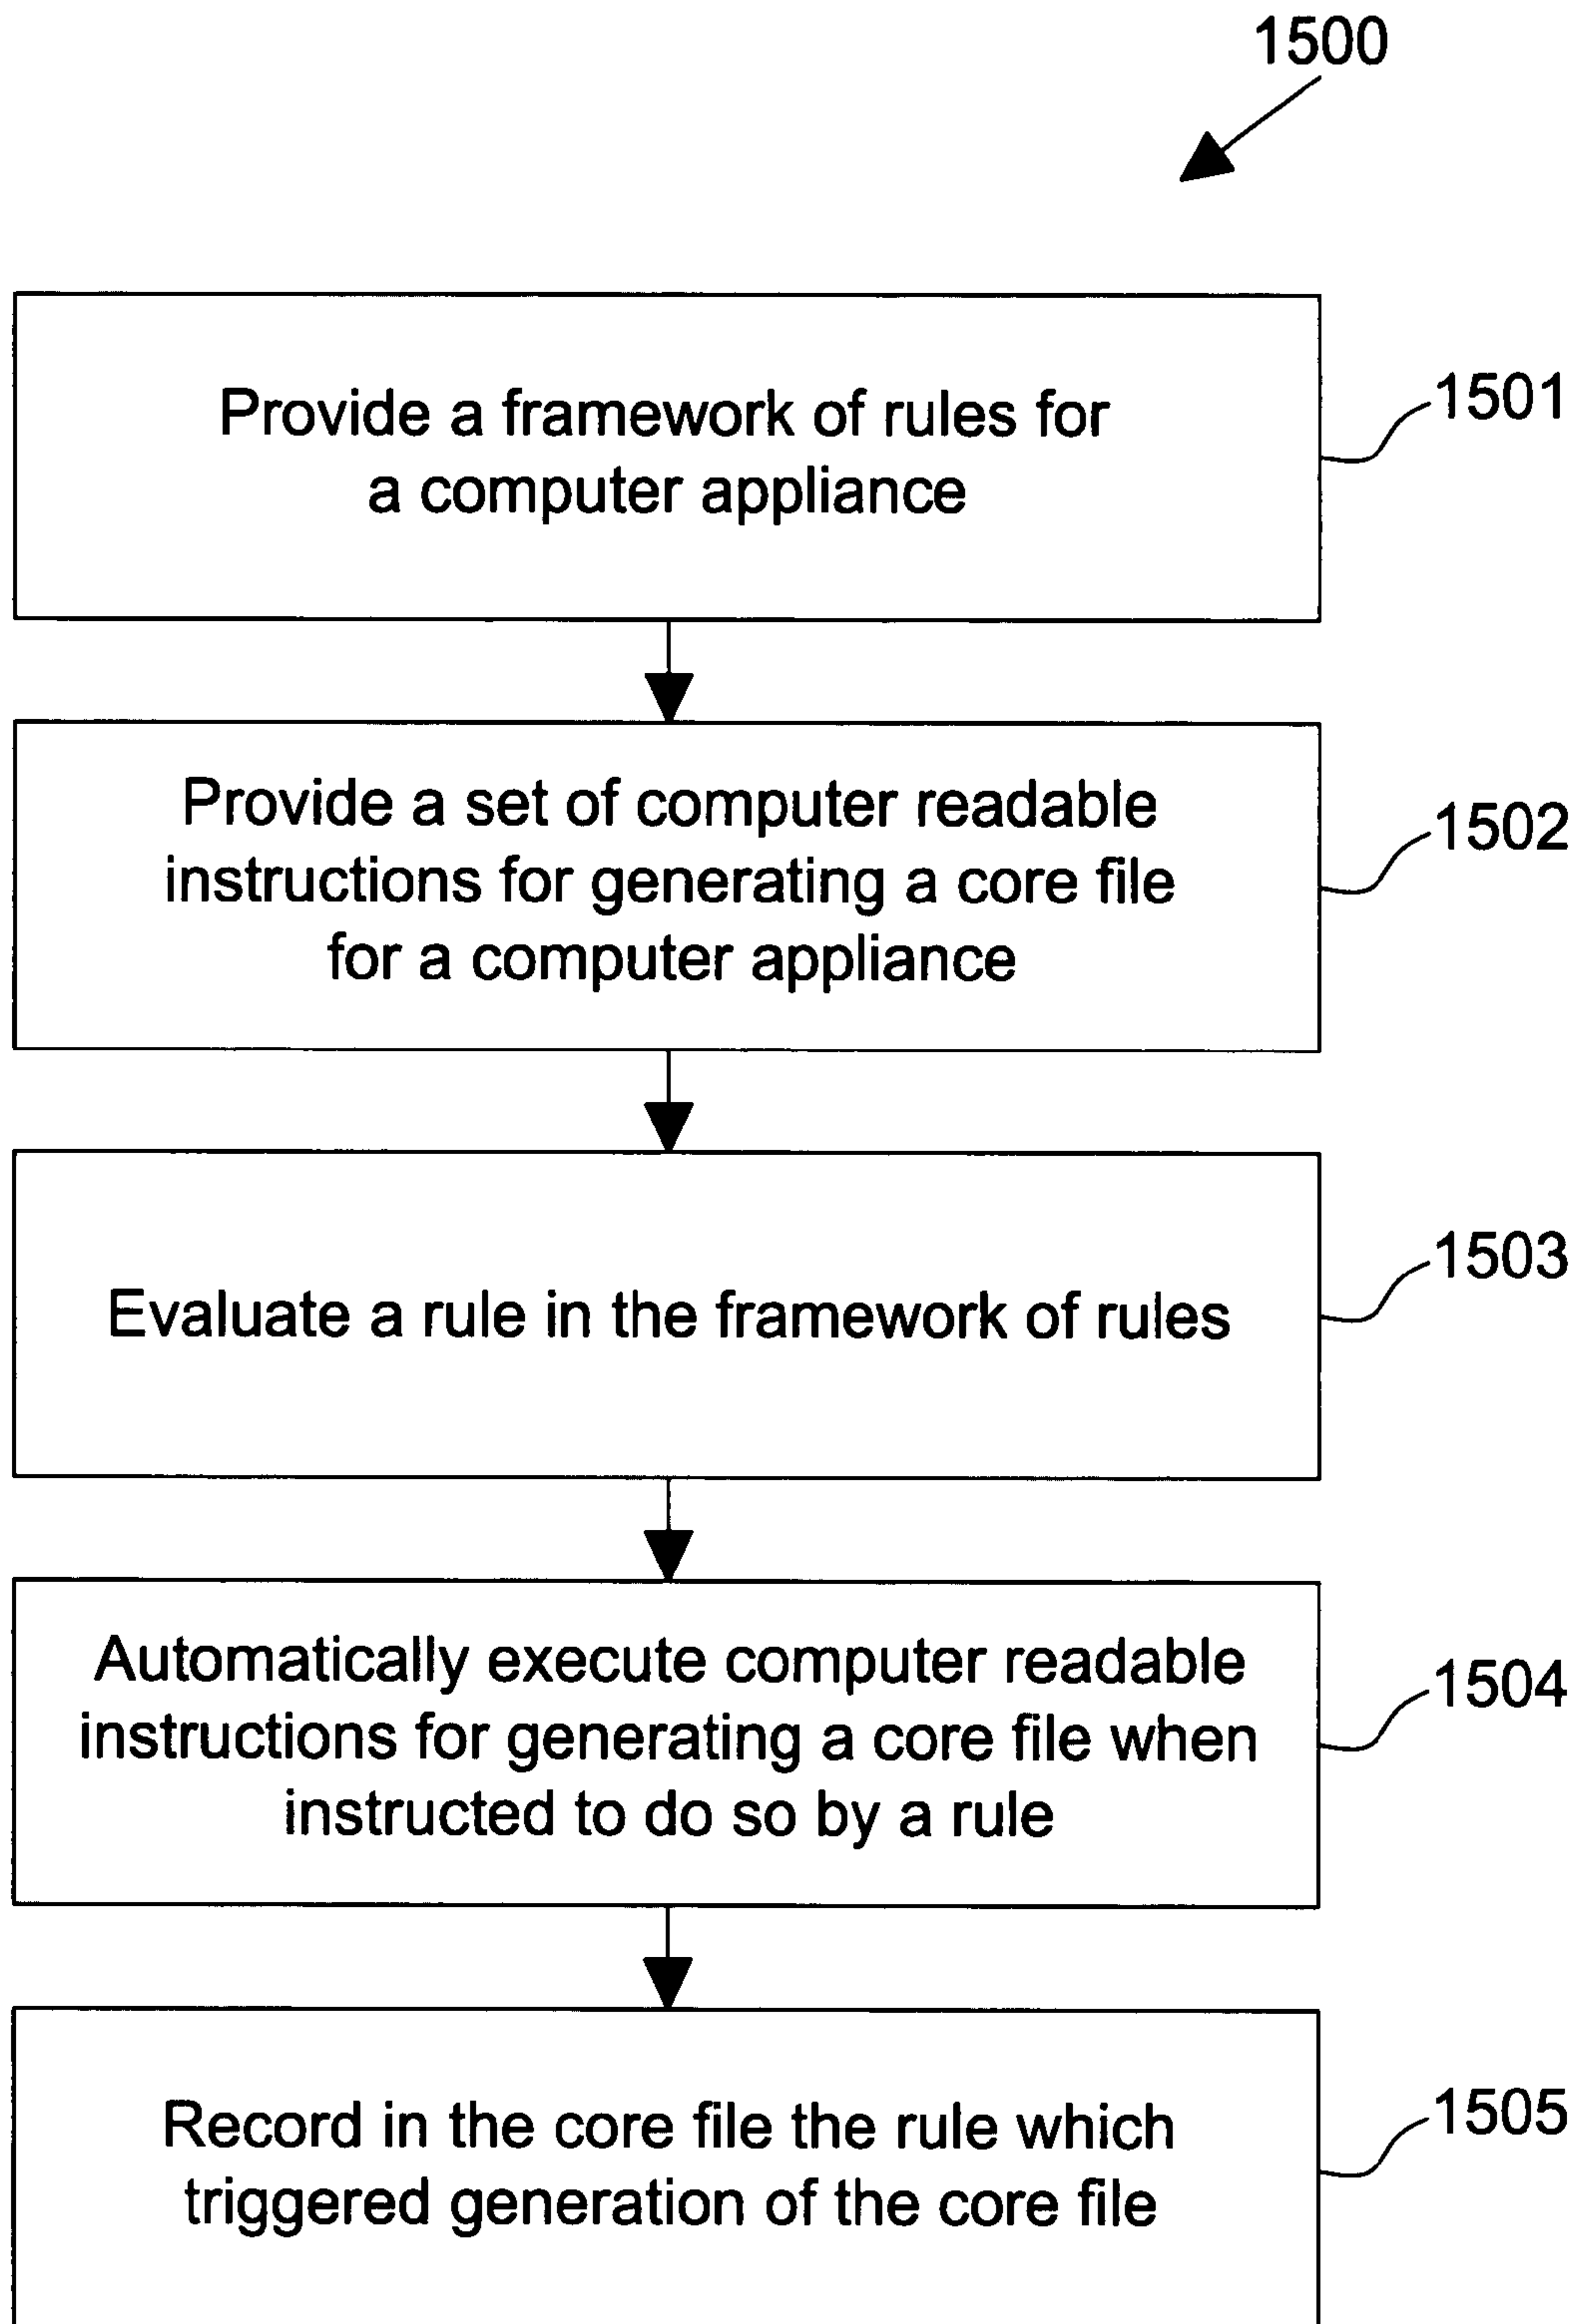 1500
Provide a framework of rules for
a computer appliance
1501
Provide a set of computer readable
instructions for generating a core file
for a computer appliance
1502
Evaluate a rule in the framework of rules
1503
Automatically execute computer readable
instructions for generating a core file when
instructed to do so by a rule
1504
Record in the core file the rule which
triggered generation of the core file
1505